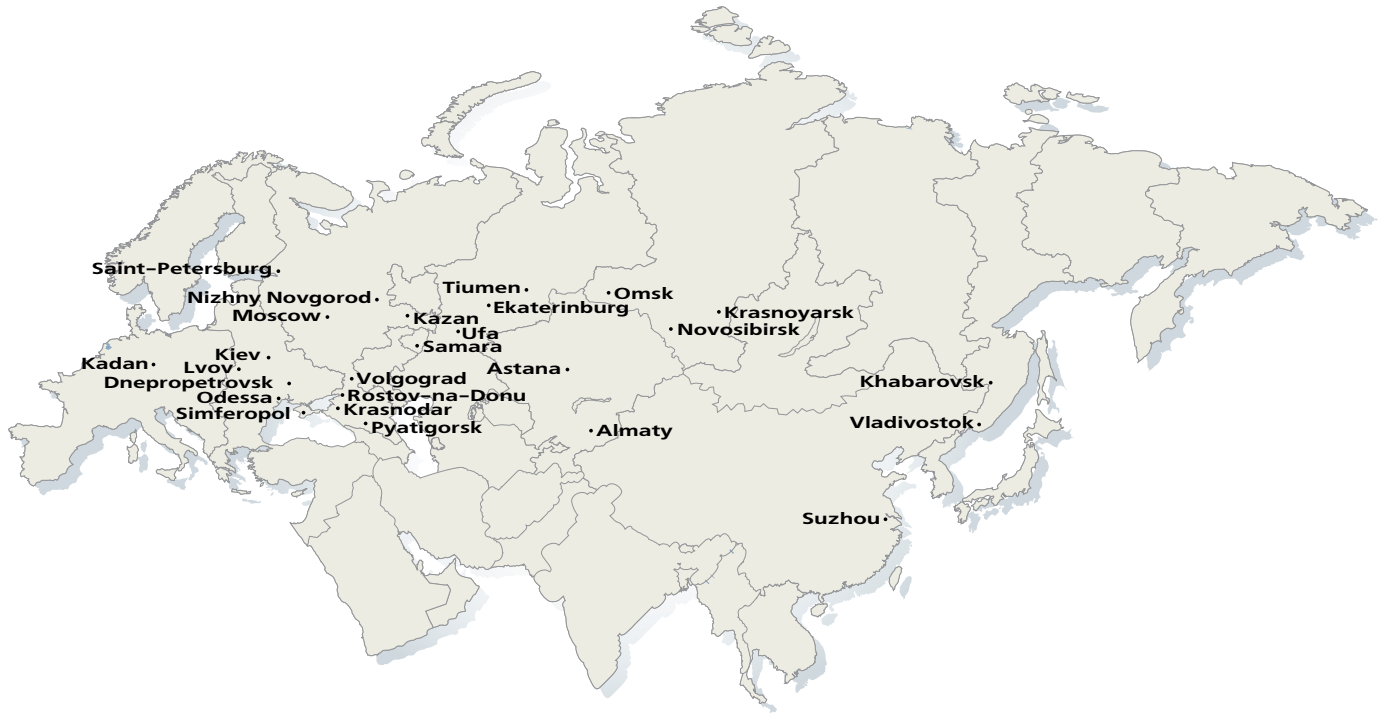 Saint-Petersburg
Tiumen
Omsk
Nizhny Novgorod
Ekaterinburg
Moscow
Kazan
Krasnoyarsk
Ufa
Novosibirsk
Samara
Kiev
Kadan
Lvov
Astana
Volgograd
Dnepropetrovsk
Khabarovsk
Rostov-na-Donu
Odessa
Krasnodar
Simferopol
Pyatigorsk
Almaty
Vladivostok
Suzhou